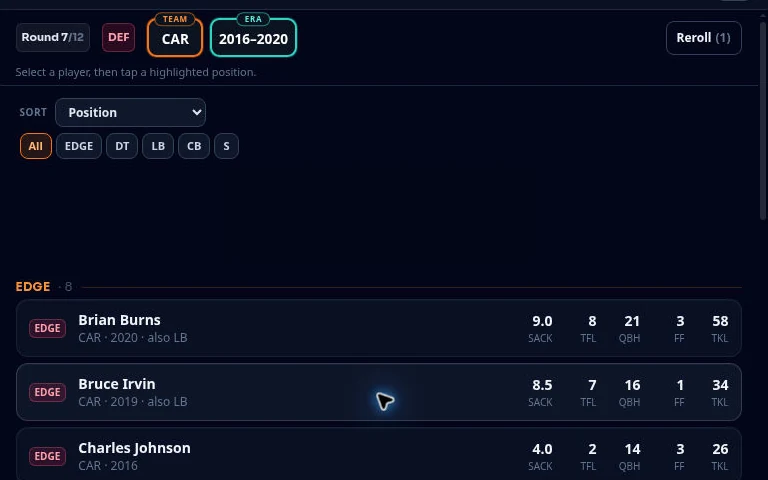 TEAM
ERA
Round 7/12
DEF
CAR
2016–2020
Reroll (1)
Select a player, then tap a highlighted position.
SORT
Position
All
EDGE
DT
LB
CB
S
EDGE · 8
EDGE
Brian Burns
CAR · 2020 · also LB
9.0 8 21 3 58
SACK TFL QBH FF TKL
EDGE
Bruce Irvin
CAR · 2019 · also LB
8.5 7 16 1 34
SACK TFL QBH FF TKL
EDGE
Charles Johnson
CAR · 2016
4.0 2 14 3 26
SACK TFL QBH FF TKL